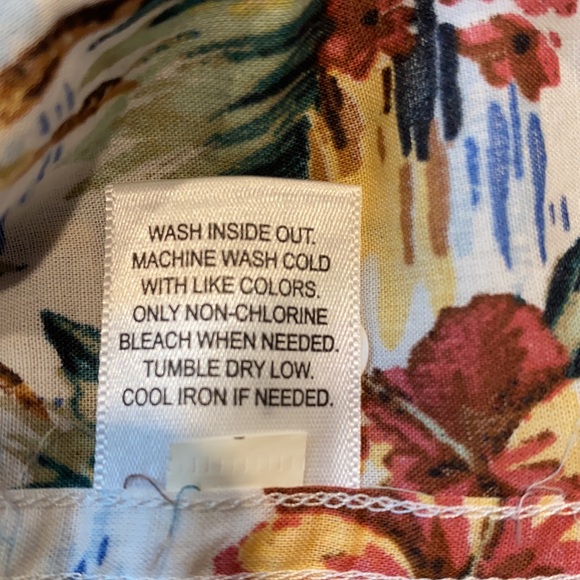 WASH INSIDE OUT.
MACHINE WASH COLD
WITH LIKE COLORS.
ONLY NON-CHLORINE
BLEACH WHEN NEEDED.
TUMBLE DRY LOW.
COOL IRON IF NEEDED.